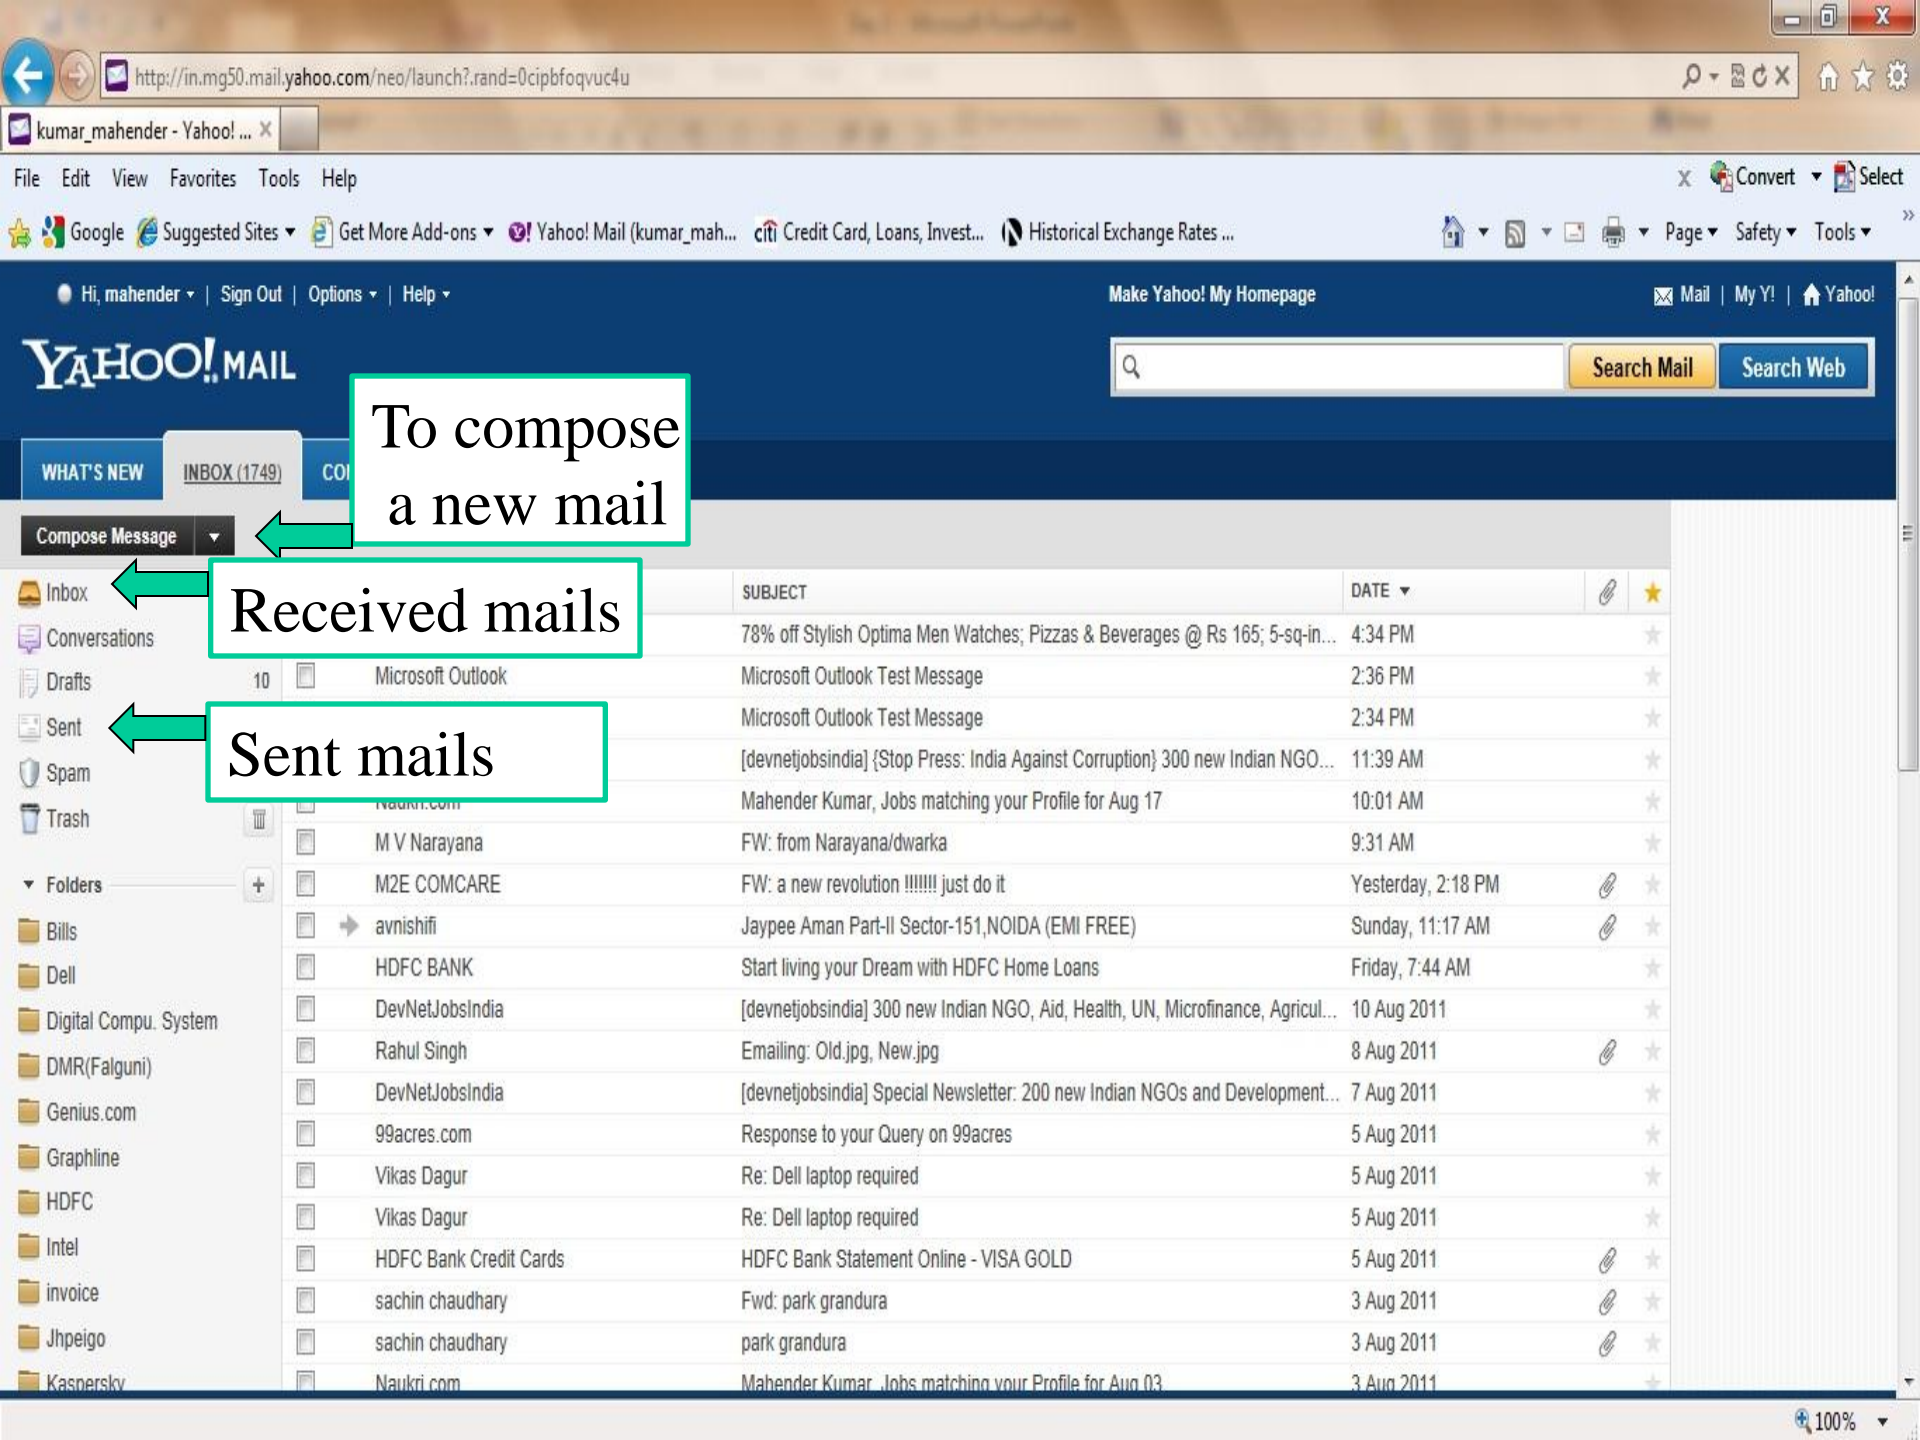 http://in.mg50.mail.yahoo.com/neo/launch?.rand=0cipbfoqvuc4u
kumar_mahender - Yahoo! ...
File Edit View Favorites Tools Help
Convert Select
Google Suggested Sites Get More Add-ons Yahoo! Mail (kumar_mah... citi Credit Card, Loans, Invest... Historical Exchange Rates ...
Page Safety Tools
Hi, mahender | Sign Out | Options | Help
Make Yahoo! My Homepage
Mail | My Y! | Yahoo!
YAHOO! MAIL
Search Mail Search Web
To compose
a new mail
WHAT'S NEW INBOX (1749)
Compose Message
Received mails
Sent mails
Inbox
Conversations
Drafts 10
Sent
Spam
Trash
Folders
Bills
Dell
Digital Compu. System
DMR(Falguni)
Genius.com
Graphline
HDFC
Intel
invoice
Jhpeigo
Kaspersky
SUBJECT DATE
78% off Stylish Optima Men Watches; Pizzas & Beverages @ Rs 165; 5-sq-in... 4:34 PM
Microsoft Outlook Microsoft Outlook Test Message 2:36 PM
Microsoft Outlook Test Message 2:34 PM
[devnetjobsindia] {Stop Press: India Against Corruption} 300 new Indian NGO... 11:39 AM
Naukri.com Mahender Kumar, Jobs matching your Profile for Aug 17 10:01 AM
M V Narayana FW: from Narayana/dwarka 9:31 AM
M2E COMCARE FW: a new revolution !!!!!!! just do it Yesterday, 2:18 PM
avnishifi Jaypee Aman Part-II Sector-151,NOIDA (EMI FREE) Sunday, 11:17 AM
HDFC BANK Start living your Dream with HDFC Home Loans Friday, 7:44 AM
DevNetJobsIndia [devnetjobsindia] 300 new Indian NGO, Aid, Health, UN, Microfinance, Agricul... 10 Aug 2011
Rahul Singh Emailing: Old.jpg, New.jpg 8 Aug 2011
DevNetJobsIndia [devnetjobsindia] Special Newsletter: 200 new Indian NGOs and Development... 7 Aug 2011
99acres.com Response to your Query on 99acres 5 Aug 2011
Vikas Dagur Re: Dell laptop required 5 Aug 2011
Vikas Dagur Re: Dell laptop required 5 Aug 2011
HDFC Bank Credit Cards HDFC Bank Statement Online - VISA GOLD 5 Aug 2011
sachin chaudhary Fwd: park grandura 3 Aug 2011
sachin chaudhary park grandura 3 Aug 2011
Naukri.com Mahender Kumar, Jobs matching your Profile for Aug 03 3 Aug 2011
100%